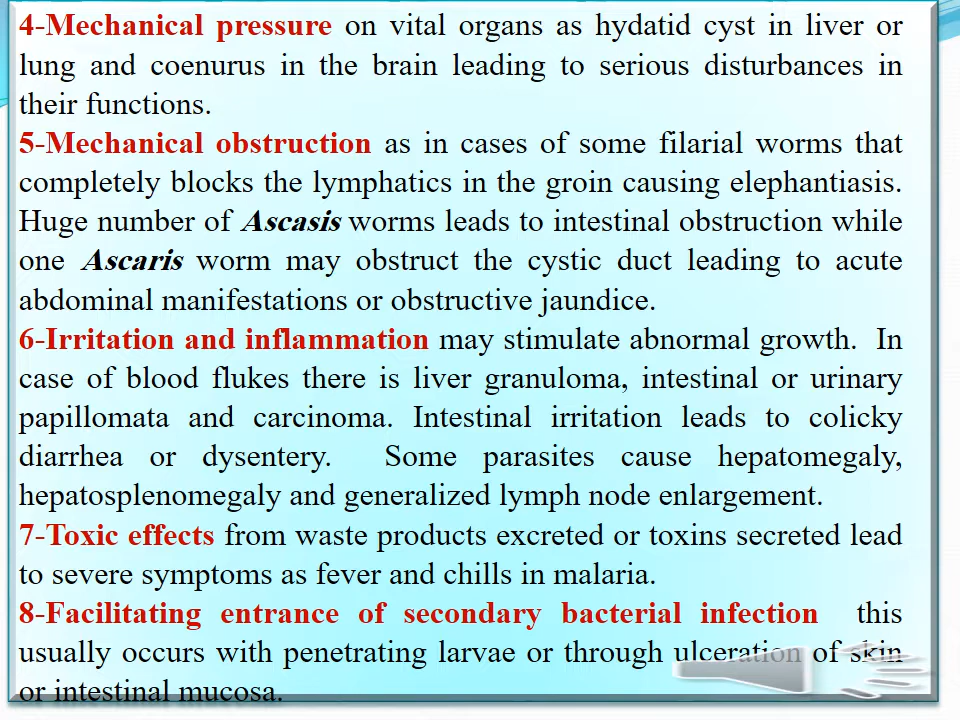 4-Mechanical pressure on vital organs as hydatid cyst in liver or
lung and coenurus in the brain leading to serious disturbances in
their functions.
5-Mechanical obstruction as in cases of some filarial worms that
completely blocks the lymphatics in the groin causing elephantiasis.
Huge number of Ascasis worms leads to intestinal obstruction while
one Ascaris worm may obstruct the cystic duct leading to acute
abdominal manifestations or obstructive jaundice.
6-Irritation and inflammation may stimulate abnormal growth.  In
case of blood flukes there is liver granuloma, intestinal or urinary
papillomata and carcinoma. Intestinal irritation leads to colicky
diarrhea or dysentery.  Some parasites cause hepatomegaly,
hepatosplenomegaly and generalized lymph node enlargement.
7-Toxic effects from waste products excreted or toxins secreted lead
to severe symptoms as fever and chills in malaria.
8-Facilitating entrance of secondary bacterial infection  this
usually occurs with penetrating larvae or through ulceration of skin
or intestinal mucosa.